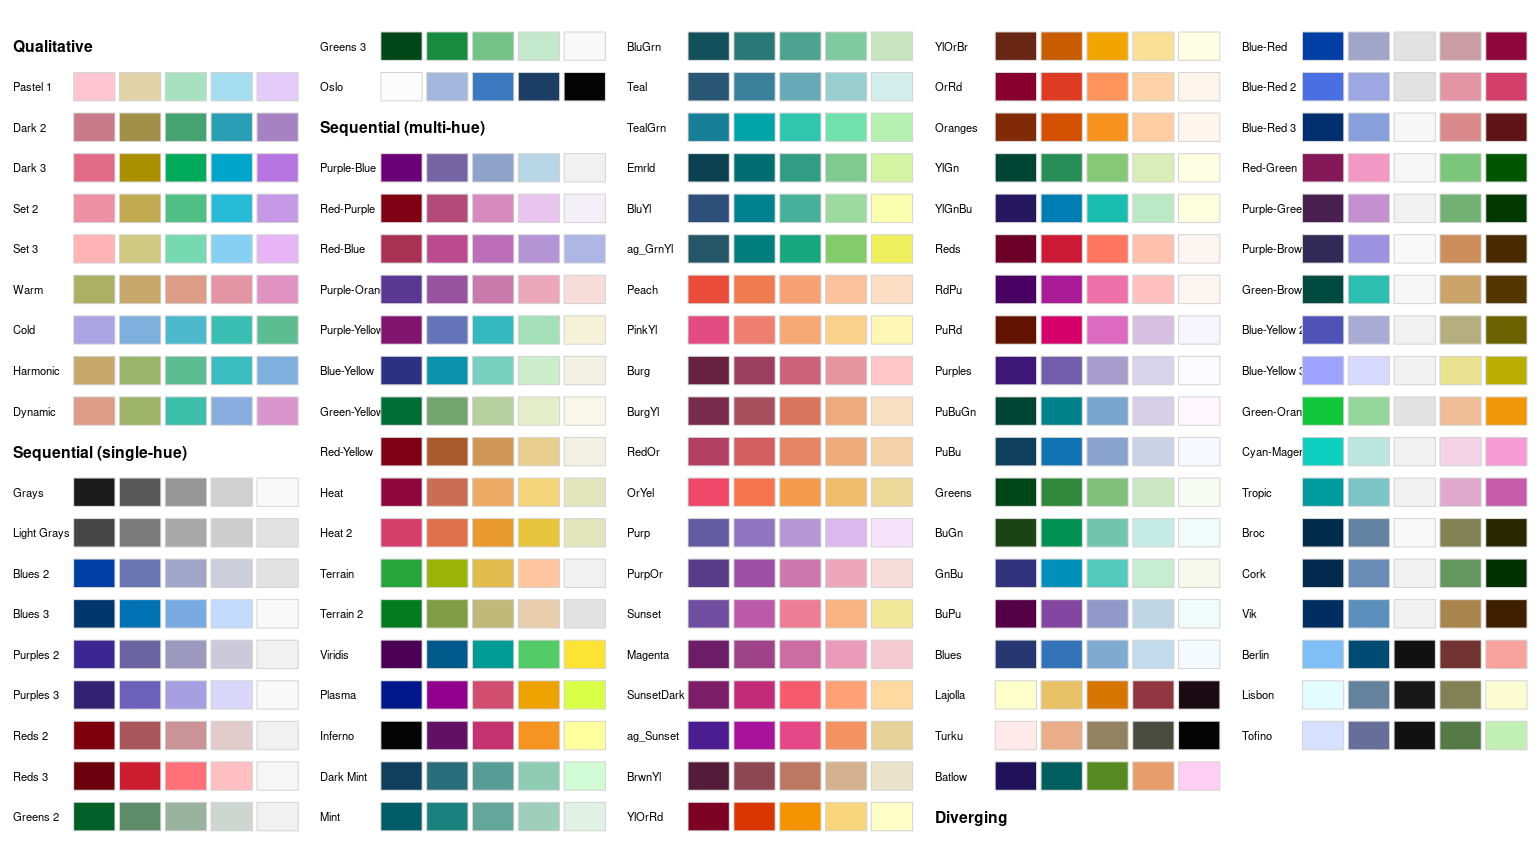 Qualitative
Pastel 1
Dark 2
Dark 3
Set 2
Set 3
Warm
Cold
Harmonic
Dynamic
Sequential (single-hue)
Grays
Light Grays
Blues 2
Blues 3
Purples 2
Purples 3
Reds 2
Reds 3
Greens 2
Greens 3
Oslo
Sequential (multi-hue)
Purple-Blue
Red-Purple
Red-Blue
Purple-Oran
Purple-Yellow
Blue-Yellow
Green-Yellow
Red-Yellow
Heat
Heat 2
Terrain
Terrain 2
Viridis
Plasma
Inferno
Dark Mint
Mint
BluGrn
Teal
TealGrn
Emrld
BluYl
ag_GrnYl
Peach
PinkYl
Burg
BurgYl
RedOr
OrYel
Purp
PurpOr
Sunset
Magenta
SunsetDark
ag_Sunset
BrwnYl
YlOrRd
YlOrBr
OrRd
Oranges
YlGn
YlGnBu
Reds
RdPu
PuRd
Purples
PuBuGn
PuBu
Greens
BuGn
GnBu
BuPu
Blues
Lajolla
Turku
Batlow
Diverging
Blue-Red
Blue-Red 2
Blue-Red 3
Red-Green
Purple-Gree
Purple-Brow
Green-Brow
Blue-Yellow 2
Blue-Yellow 3
Green-Oran
Cyan-Magen
Tropic
Broc
Cork
Vik
Berlin
Lisbon
Tofino